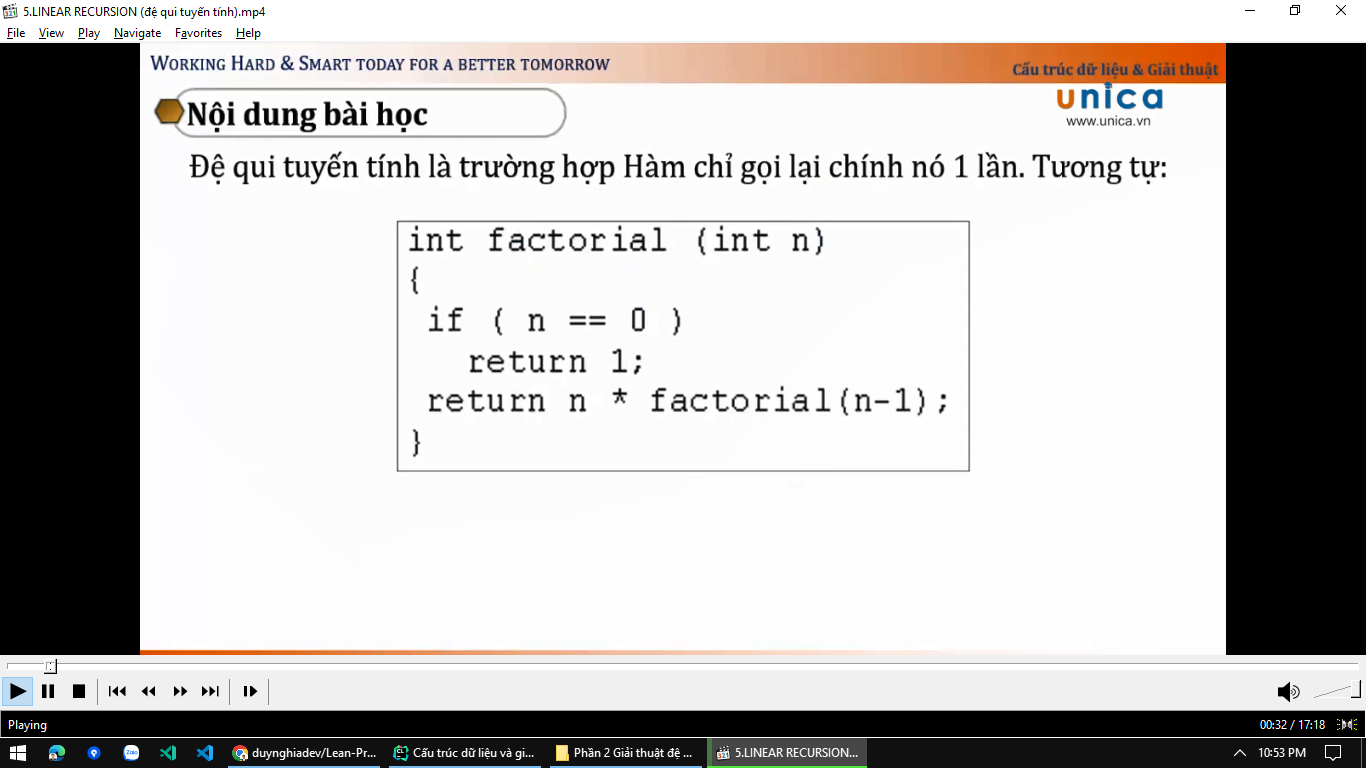 5.LINEAR RECURSION (đệ qui tuyến tính).mp4
File View Play Navigate Favorites Help
WORKING HARD & SMART TODAY FOR A BETTER TOMORROW
Cấu trúc dữ liệu & Giải thuật
Nội dung bài học
unica
www.unica.vn
Đệ qui tuyến tính là trường hợp Hàm chỉ gọi lại chính nó 1 lần. Tương tự:
int factorial (int n)
{
if ( n == 0 )
return 1;
return n * factorial(n-1);
}
Playing
00:32 / 17:18
duynghiadev/Lean-Pr...
Cấu trúc dữ liệu và gi...
Phần 2 Giải thuật đệ ...
5.LINEAR RECURSION...
10:53 PM